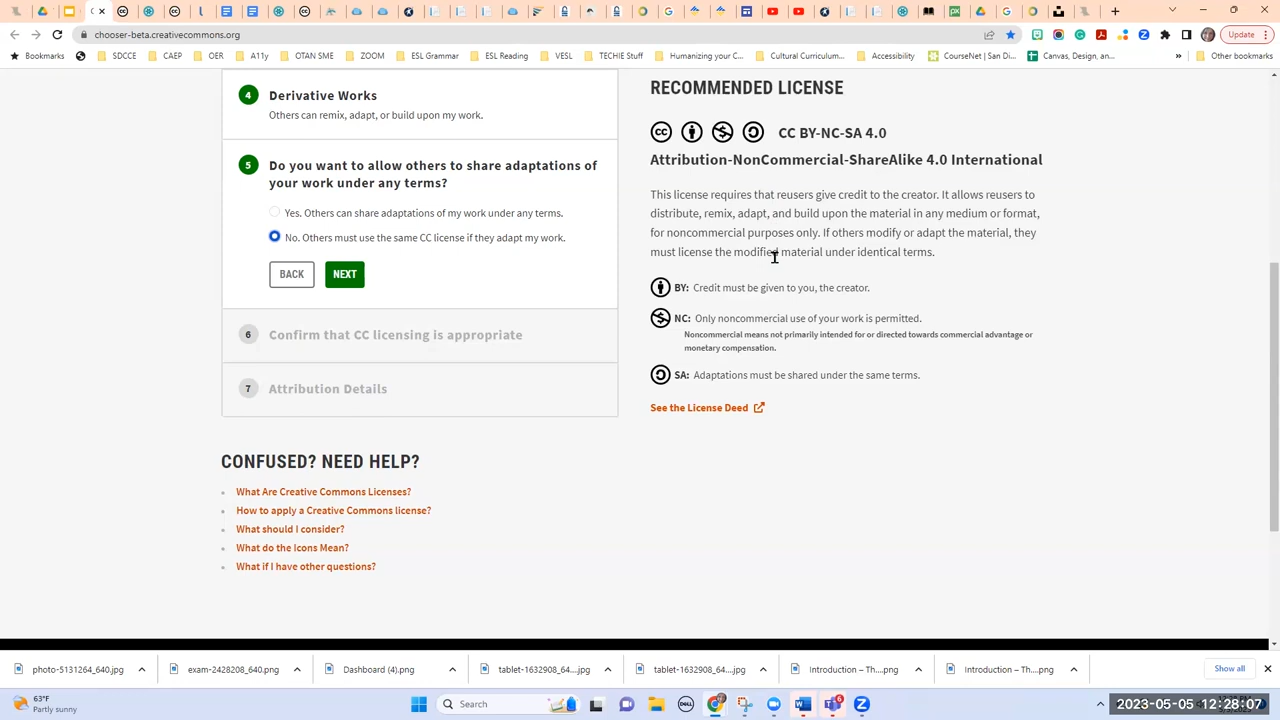 Update
chooser-beta.creativecommons.org
Bookmarks
SDCCE
CAEP
OER
A11y
OTAN SME
ZOOM
ESL Grammar
ESL Reading
VESL
TECHIE Stuff
Humanizing your C...
Cultural Curriculum...
Accessibility
CourseNet | San Di...
Canvas, Design, an...
»
Other bookmarks
4 Derivative Works
Others can remix, adapt, or build upon my work.
5 Do you want to allow others to share adaptations of
your work under any terms?
Yes. Others can share adaptations of my work under any terms.
No. Others must use the same CC license if they adapt my work.
BACK
NEXT
6 Confirm that CC licensing is appropriate
7 Attribution Details
RECOMMENDED LICENSE
CC BY-NC-SA 4.0
Attribution-NonCommercial-ShareAlike 4.0 International
This license requires that reusers give credit to the creator. It allows reusers to
distribute, remix, adapt, and build upon the material in any medium or format,
for noncommercial purposes only. If others modify or adapt the material, they
must license the modified material under identical terms.
BY: Credit must be given to you, the creator.
NC: Only noncommercial use of your work is permitted.
Noncommercial means not primarily intended for or directed towards commercial advantage or
monetary compensation.
SA: Adaptations must be shared under the same terms.
See the License Deed
CONFUSED? NEED HELP?
What Are Creative Commons Licenses?
How to apply a Creative Commons license?
What should I consider?
What do the Icons Mean?
What if I have other questions?
photo-5131264_640.jpg
exam-2428208_640.png
Dashboard (4).png
tablet-1632908_64....jpg
tablet-1632908_64....jpg
Introduction – Th....png
Introduction – Th....png
Show all
63°F
Partly sunny
Search
2023-05-05 12:28:07